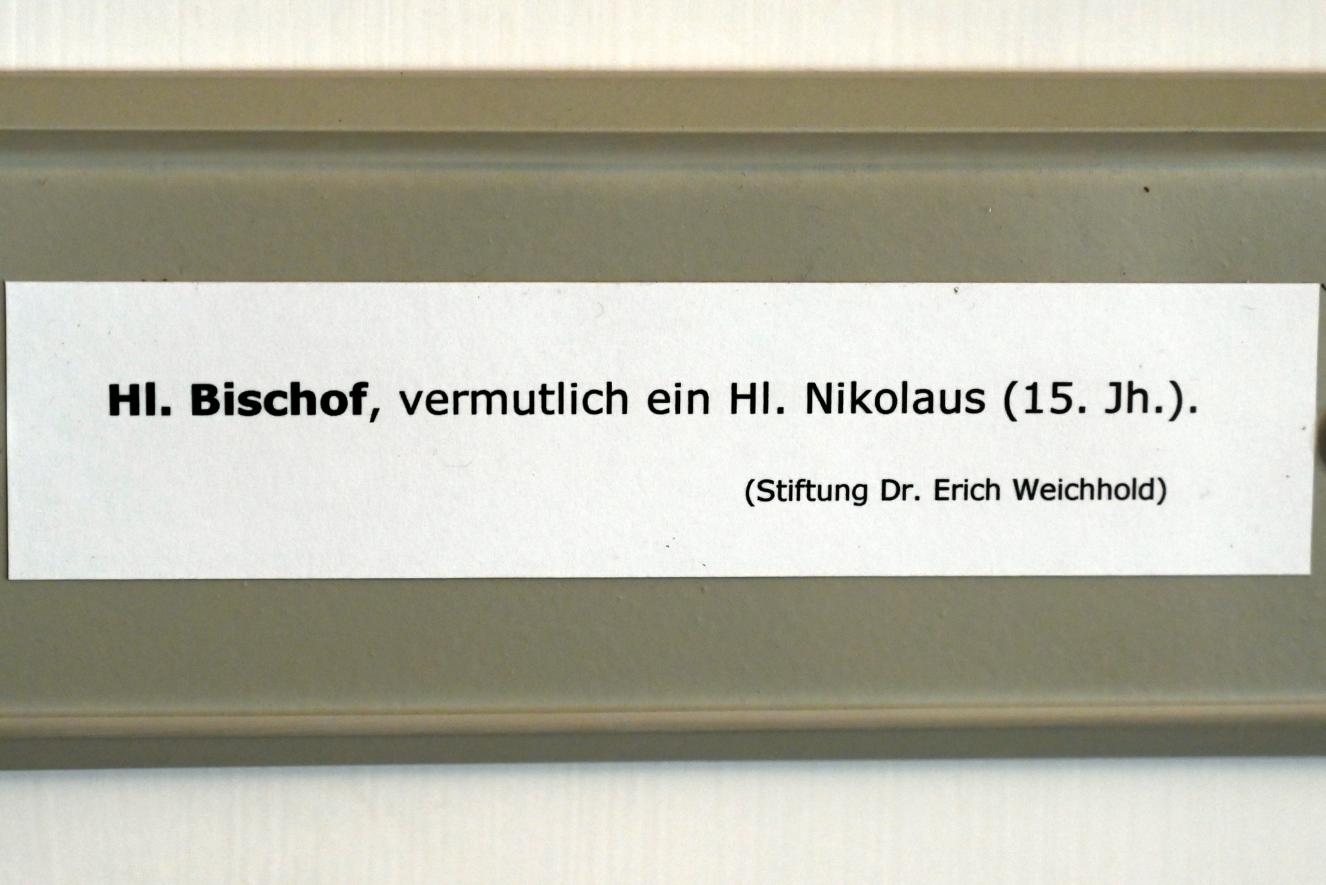 Hl. Bischof, vermutlich ein Hl. Nikolaus (15. Jh.).
(Stiftung Dr. Erich Weichhold)